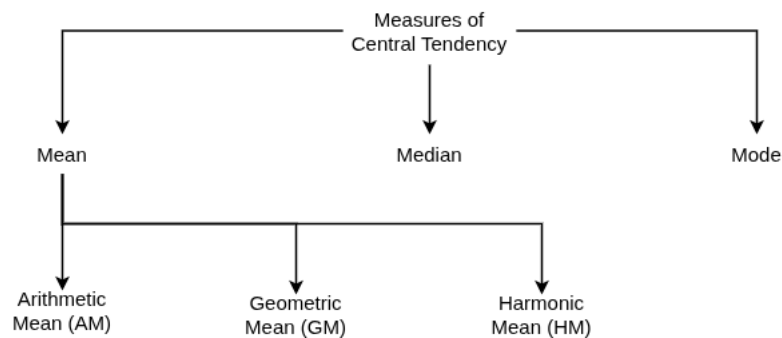 Measures of
Central Tendency
Mean
Median
Mode
Arithmetic
Mean (AM)
Geometric
Mean (GM)
Harmonic
Mean (HM)